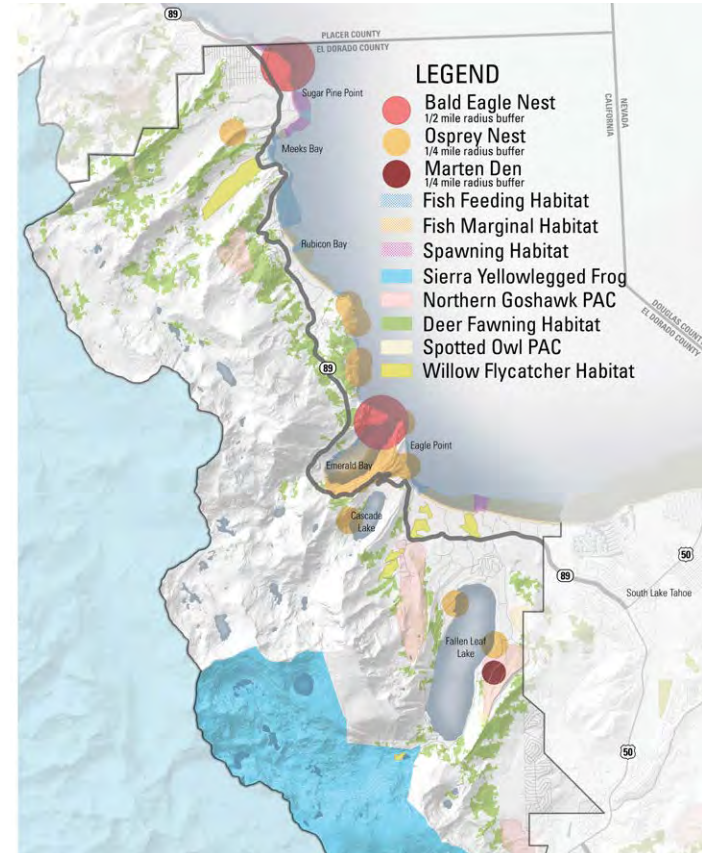 89
PLACER COUNTY
EL DORADO COUNTY
LEGEND
Bald Eagle Nest
1/2 mile radius buffer
Osprey Nest
1/4 mile radius buffer
Marten Den
1/4 mile radius buffer
Fish Feeding Habitat
Fish Marginal Habitat
Spawning Habitat
Sierra Yellowlegged Frog
Northern Goshawk PAC
Deer Fawning Habitat
Spotted Owl PAC
Willow Flycatcher Habitat
NEVADA
CALIFORNIA
Sugar Pine Point
Meeks Bay
Rubicon Bay
DOUGLAS COUNTY
EL DORADO COUNTY
89
Eagle Point
Emerald Bay
Cascade
Lake
50
89
South Lake Tahoe
Fallen Leaf
Lake
50